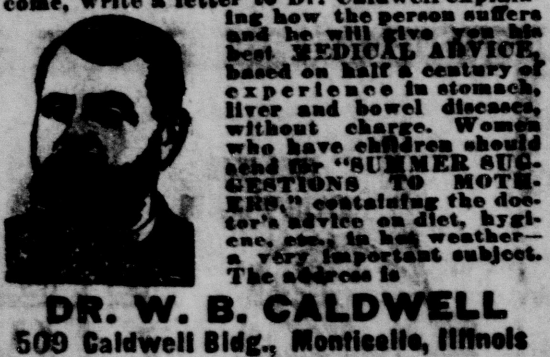 come, write a letter to Dr. Caldwell explain-
ing how the person suffers
and he will give you his
best MEDICAL ADVICE,
based on half a century of
experience in stomach,
liver and bowel diseases,
without charge. Women
who have children should
send for "SUMMER SUG-
GESTIONS TO MOTH-
ERS," containing the doc-
tor's advice on diet, hygi-
ene, etc., in hot weather—
a very important subject.
The address is
DR. W. B. CALDWELL
509 Caldwell Bldg., Monticello, Illinois